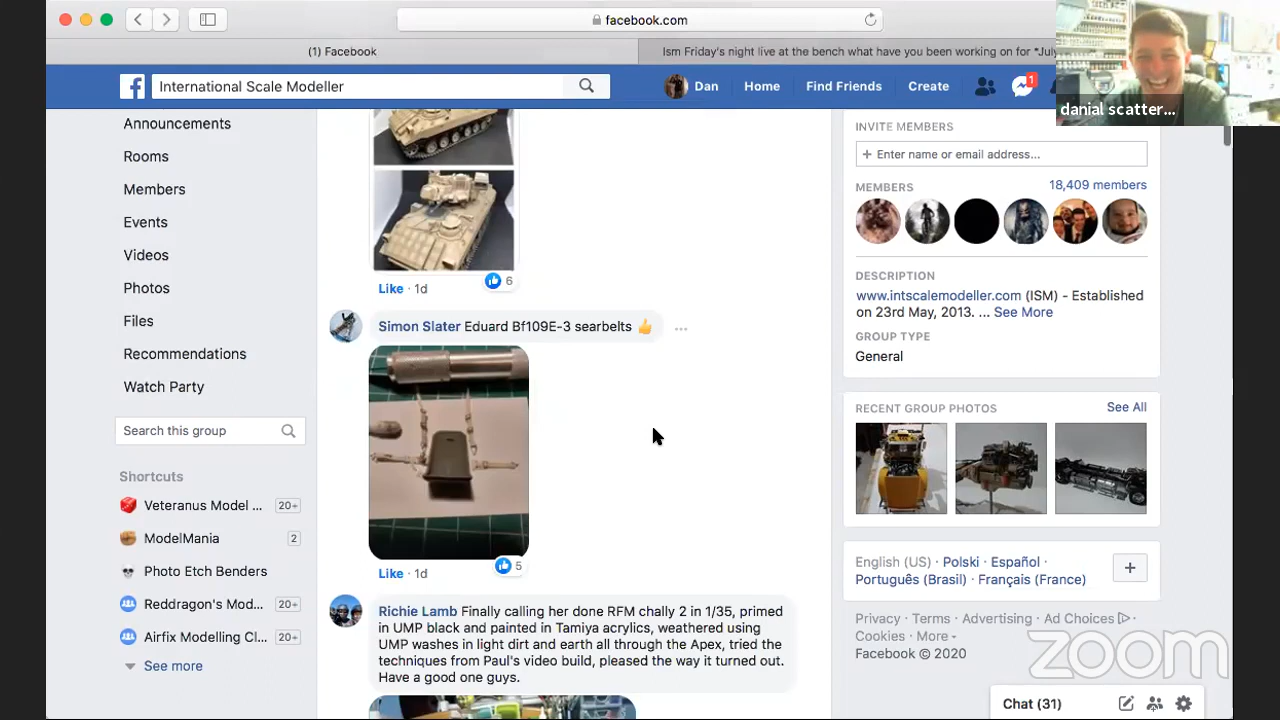 facebook.com
(1) Facebook
Ism Friday's night live at the bench what have you been working on for *July
f
International Scale Modeller
Dan
Home
Find Friends
Create
1
danial scatter...
Announcements
Rooms
Members
Events
Videos
Photos
Files
Recommendations
Watch Party
Search this group
Shortcuts
Veteranus Model ...
20+
ModelMania
2
Photo Etch Benders
Reddragon's Mod...
20+
Airfix Modelling Cl...
20+
See more
Like · 1d
6
Simon Slater Eduard Bf109E-3 searbelts 👍
Like · 1d
5
Richie Lamb Finally calling her done RFM chally 2 in 1/35, primed
in UMP black and painted in Tamiya acrylics, weathered using
UMP washes in light dirt and earth all through the Apex, tried the
techniques from Paul's video build, pleased the way it turned out.
Have a good one guys.
INVITE MEMBERS
+ Enter name or email address...
MEMBERS
18,409 members
DESCRIPTION
www.intscalemodeller.com (ISM) - Established
on 23rd May, 2013. ... See More
GROUP TYPE
General
RECENT GROUP PHOTOS
See All
English (US) · Polski · Español ·
Português (Brasil) · Français (France)
Privacy · Terms · Advertising · Ad Choices
Cookies · More
Facebook © 2020
zoom
Chat (31)